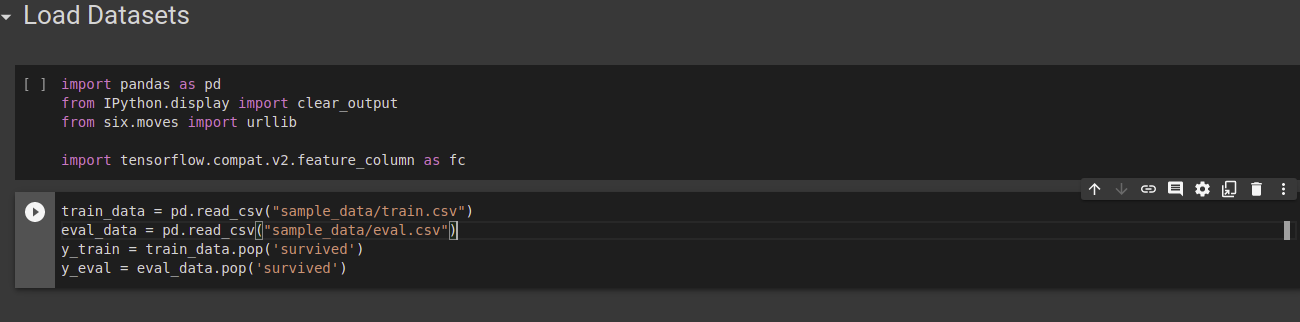 Load Datasets
[ ] import pandas as pd
from IPython.display import clear_output
from six.moves import urllib
import tensorflow.compat.v2.feature_column as fc
train_data = pd.read_csv("sample_data/train.csv")
eval_data = pd.read_csv("sample_data/eval.csv")
y_train = train_data.pop('survived')
y_eval = eval_data.pop('survived')